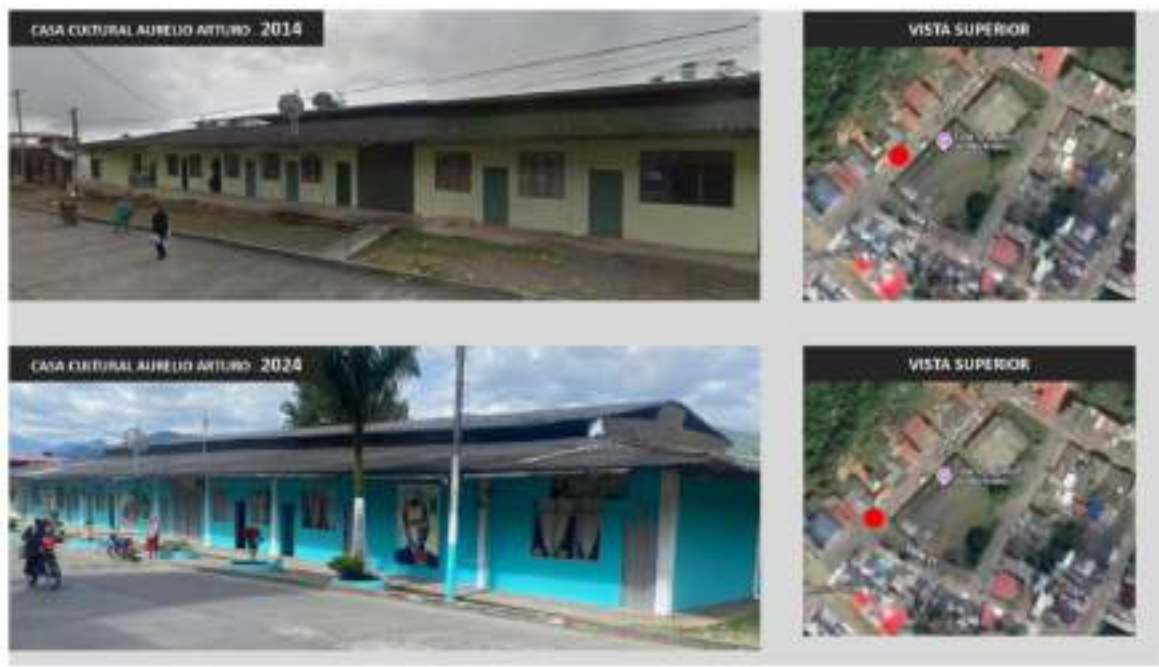 CASA CULTURAL AURELIO ARTURO 2014
VISTA SUPERIOR
CASA CULTURAL AURELIO ARTURO 2024
VISTA SUPERIOR